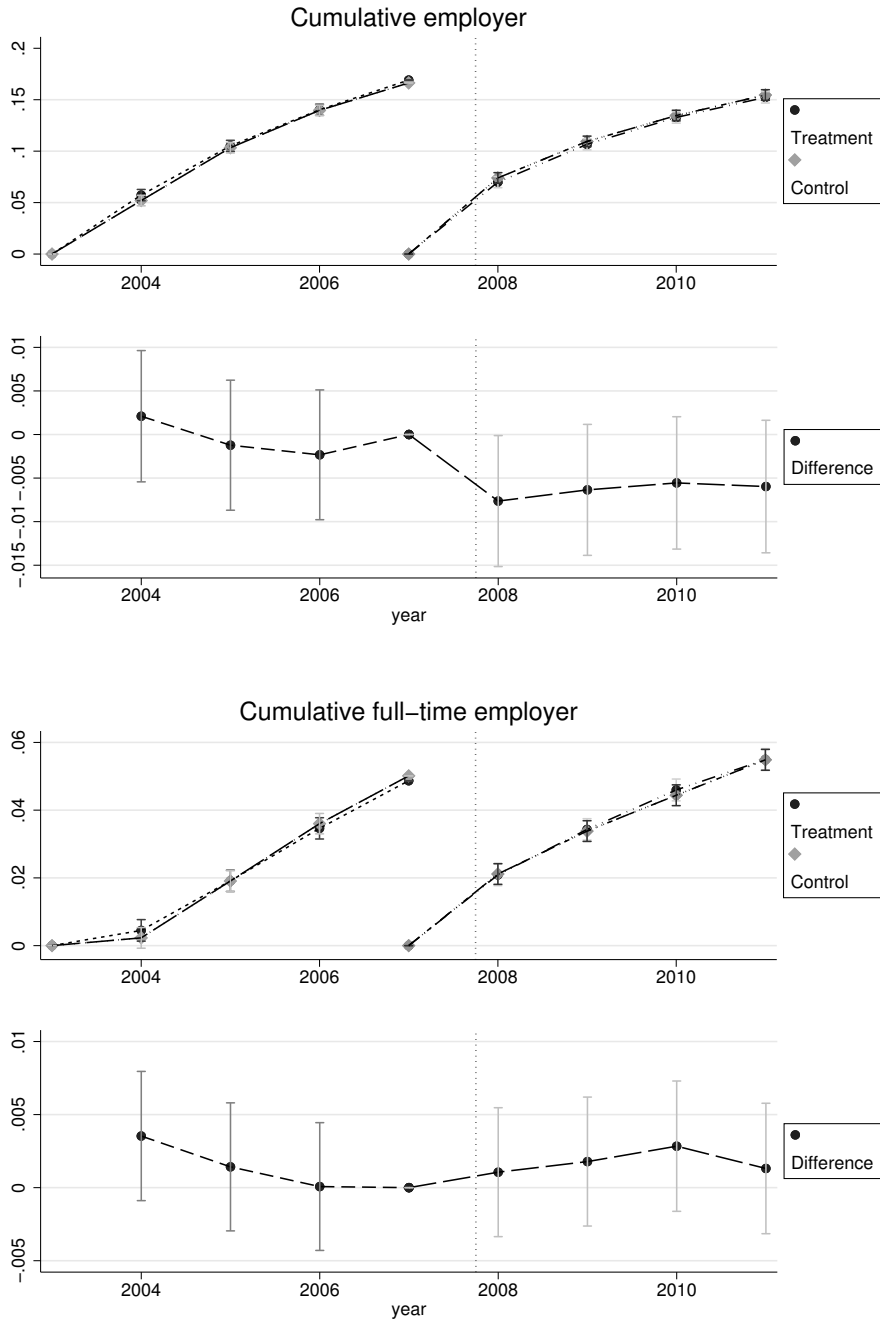 Cumulative employer
.2
.15
.1
.05
0
2004 2006 2008 2010
Treatment
Control
.01
.005
0
−.005
−.01
−.015
2004 2006 2008 2010
year
Difference
Cumulative full−time employer
.06
.04
.02
0
2004 2006 2008 2010
Treatment
Control
.01
.005
0
−.005
2004 2006 2008 2010
year
Difference